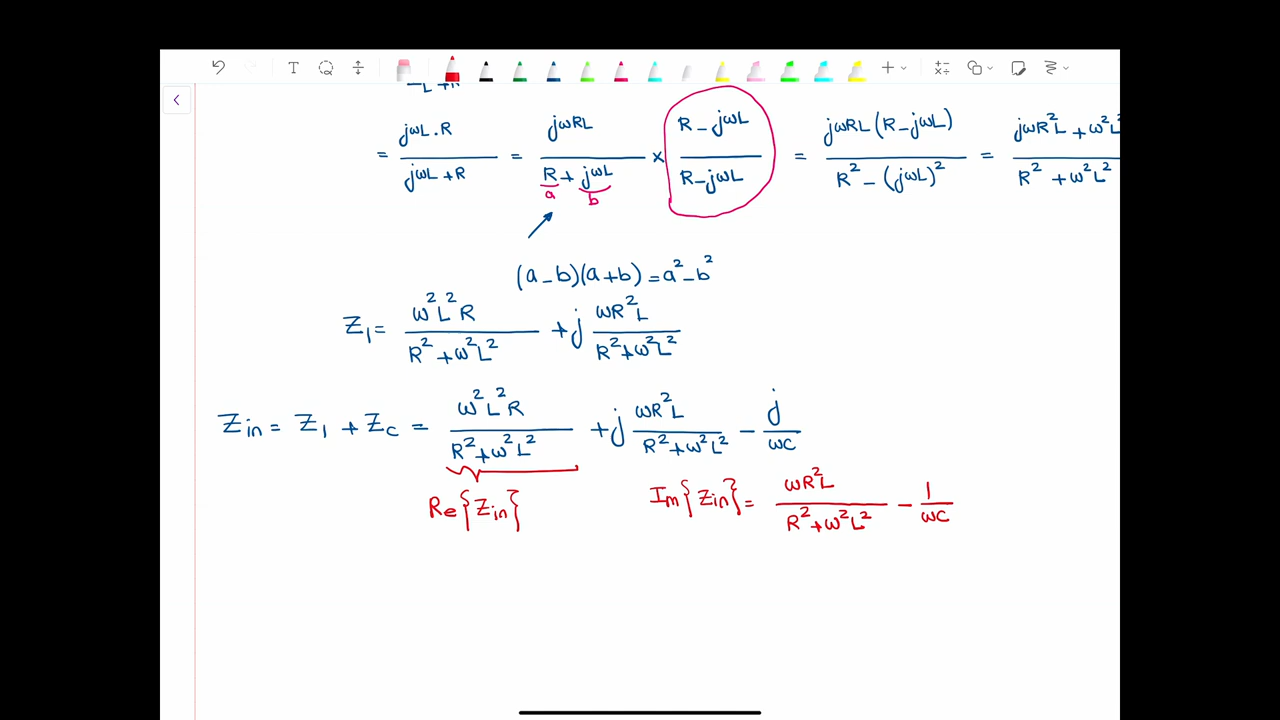 -L+R
= jωL.R / jωL+R = jωRL / R + jωL × R - jωL / R-jωL = jωRL(R-jωL) / R² - (jωL)² = jωR²L+ω²L / R² +ω²L²
a b
(a-b)(a+b)=a²-b²
Z₁= ω²L²R / R²+ω²L² +j ωR²L / R²+ω²L²
Zin= Z₁ +Zc = ω²L²R / R²+ω²L² +j ωR²L / R²+ω²L² - j / ωc
Re{Zin} Im{Zin}= ωR²L / R²+ω²L² - 1 / ωc